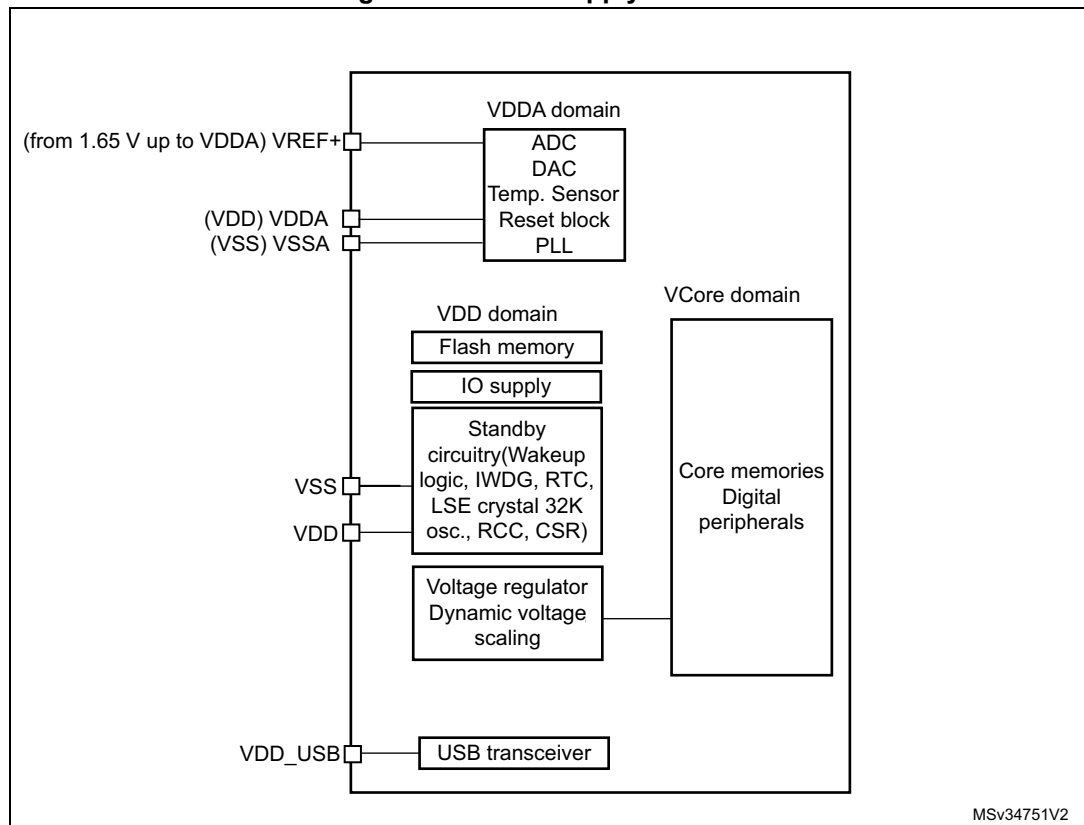 (from 1.65 V up to VDDA) VREF+
(VDD) VDDA
(VSS) VSSA
VDDA domain
ADC
DAC
Temp. Sensor
Reset block
PLL
VDD domain
Flash memory
IO supply
Standby
circuitry(Wakeup
logic, IWDG, RTC,
LSE crystal 32K
osc., RCC, CSR)
VSS
VDD
Voltage regulator
Dynamic voltage
scaling
VCore domain
Core memories
Digital
peripherals
VDD_USB
USB transceiver
MSv34751V2